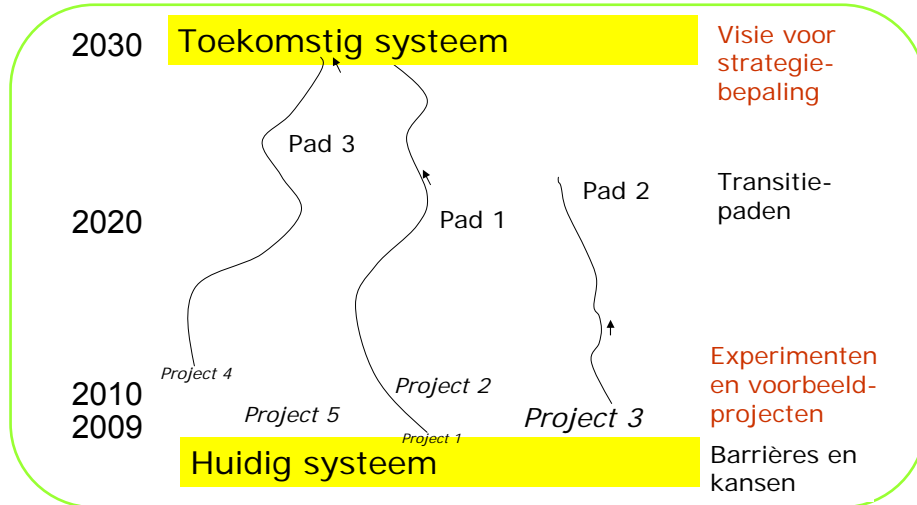 2030
Toekomstig systeem
Visie voor
strategie-
bepaling
Pad 3
Pad 2
Transitie-
paden
2020
Pad 1
Project 4
Experimenten
en voorbeeld-
projecten
2010
Project 2
2009
Project 5
Project 3
Project 1
Huidig systeem
Barrières en
kansen